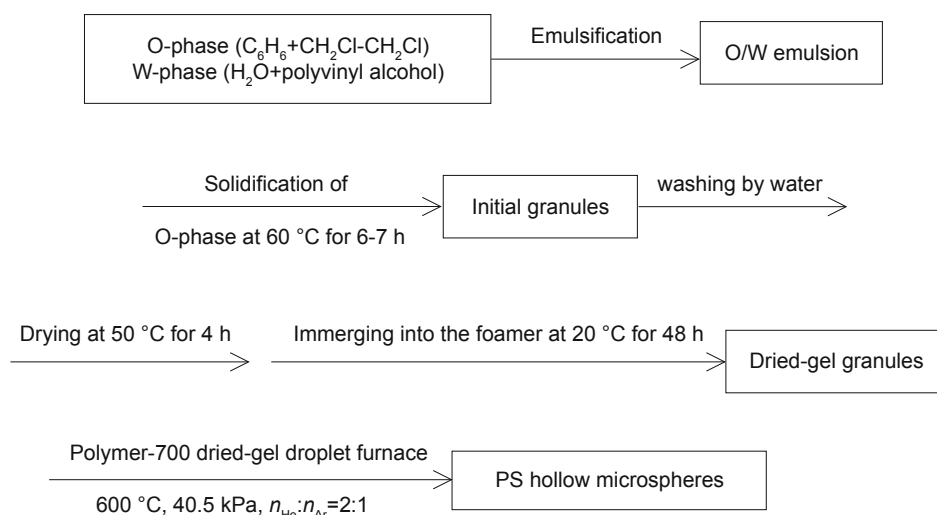 O-phase (C₆H₆+CH₂Cl-CH₂Cl)
W-phase (H₂O+polyvinyl alcohol)
Emulsification
O/W emulsion
Solidification of
O-phase at 60 °C for 6-7 h
Initial granules
washing by water
Drying at 50 °C for 4 h
Immerging into the foamer at 20 °C for 48 h
Dried-gel granules
Polymer-700 dried-gel droplet furnace
600 °C, 40.5 kPa, n_He:n_Ar=2:1
PS hollow microspheres